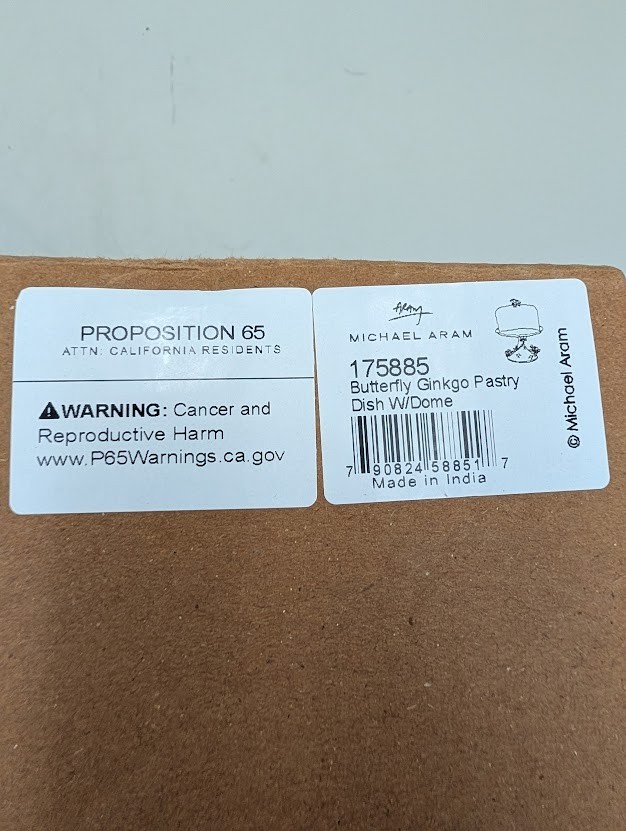 PROPOSITION 65
ATTN: CALIFORNIA RESIDENTS
⚠WARNING: Cancer and
Reproductive Harm
www.P65Warnings.ca.gov
Aram
MICHAEL ARAM
175885
Butterfly Ginkgo Pastry
Dish W/Dome
7 90824 58851 7
Made in India
© Michael Aram